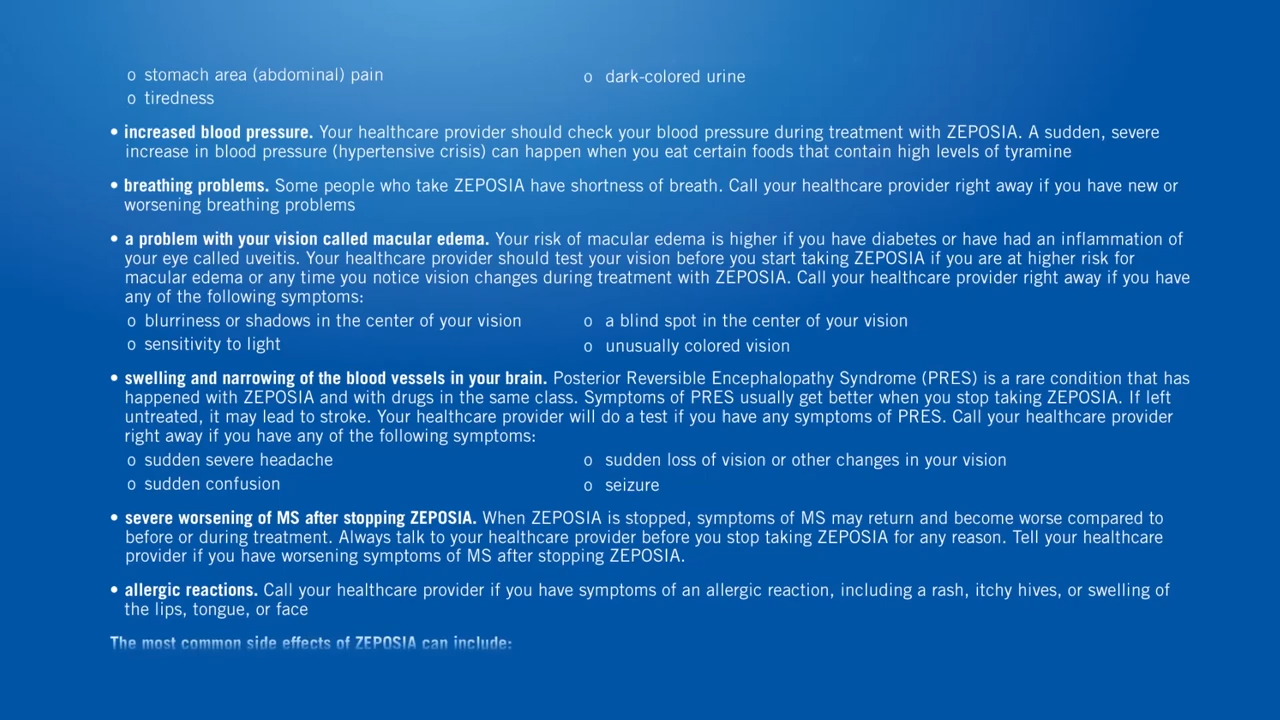 o stomach area (abdominal) pain
o dark-colored urine
o tiredness
• increased blood pressure. Your healthcare provider should check your blood pressure during treatment with ZEPOSIA. A sudden, severe
increase in blood pressure (hypertensive crisis) can happen when you eat certain foods that contain high levels of tyramine
• breathing problems. Some people who take ZEPOSIA have shortness of breath. Call your healthcare provider right away if you have new or
worsening breathing problems
• a problem with your vision called macular edema. Your risk of macular edema is higher if you have diabetes or have had an inflammation of
your eye called uveitis. Your healthcare provider should test your vision before you start taking ZEPOSIA if you are at higher risk for
macular edema or any time you notice vision changes during treatment with ZEPOSIA. Call your healthcare provider right away if you have
any of the following symptoms:
o blurriness or shadows in the center of your vision
o a blind spot in the center of your vision
o sensitivity to light
o unusually colored vision
• swelling and narrowing of the blood vessels in your brain. Posterior Reversible Encephalopathy Syndrome (PRES) is a rare condition that has
happened with ZEPOSIA and with drugs in the same class. Symptoms of PRES usually get better when you stop taking ZEPOSIA. If left
untreated, it may lead to stroke. Your healthcare provider will do a test if you have any symptoms of PRES. Call your healthcare provider
right away if you have any of the following symptoms:
o sudden severe headache
o sudden loss of vision or other changes in your vision
o sudden confusion
o seizure
• severe worsening of MS after stopping ZEPOSIA. When ZEPOSIA is stopped, symptoms of MS may return and become worse compared to
before or during treatment. Always talk to your healthcare provider before you stop taking ZEPOSIA for any reason. Tell your healthcare
provider if you have worsening symptoms of MS after stopping ZEPOSIA.
• allergic reactions. Call your healthcare provider if you have symptoms of an allergic reaction, including a rash, itchy hives, or swelling of
the lips, tongue, or face
The most common side effects of ZEPOSIA can include: